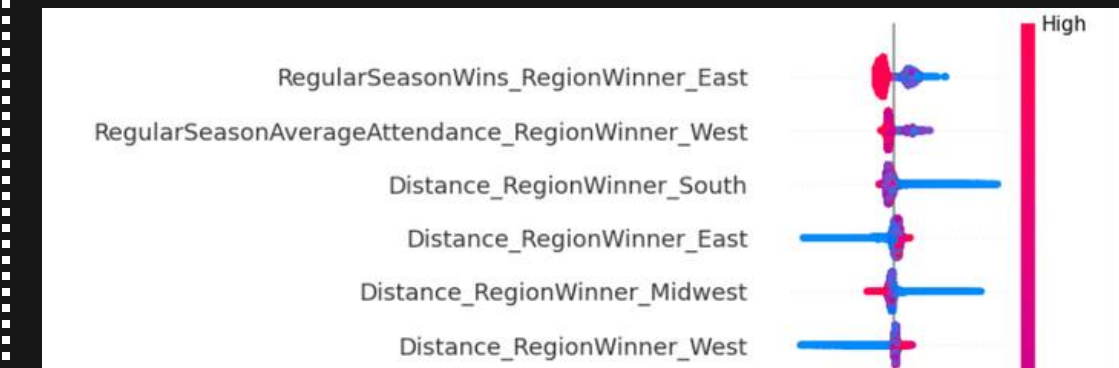 High
RegularSeasonWins_RegionWinner_East
RegularSeasonAverageAttendance_RegionWinner_West
Distance_RegionWinner_South
Distance_RegionWinner_East
Distance_RegionWinner_Midwest
Distance_RegionWinner_West